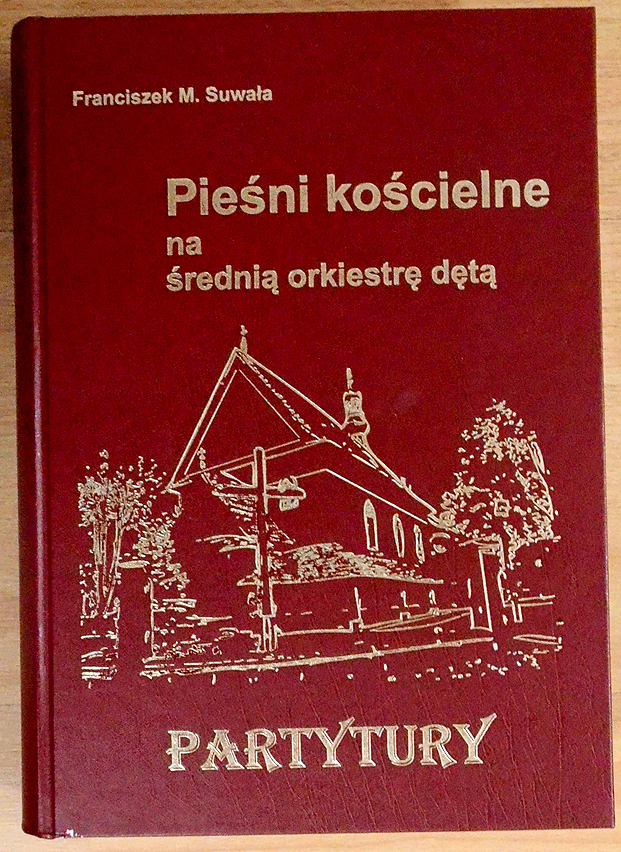 Franciszek M. Suwała
Pieśni kościelne
na
średnią orkiestrę dętą
PARTYTURY